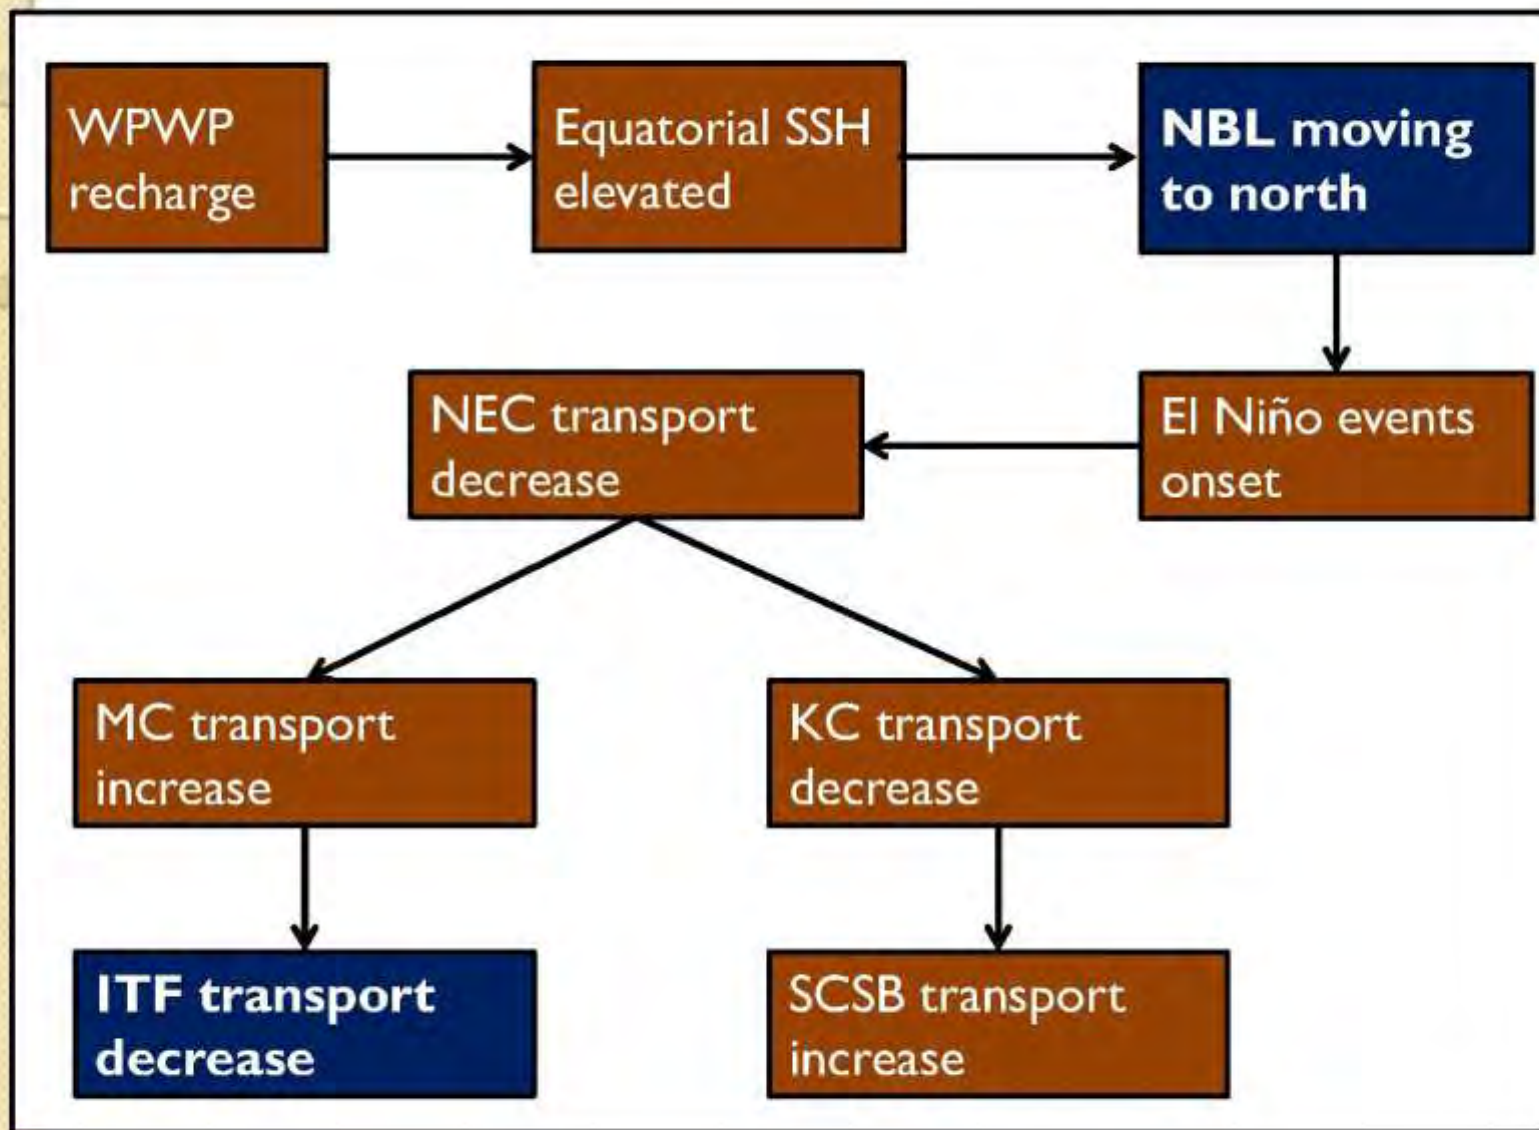 WPWP
recharge
Equatorial SSH
elevated
NBL moving
to north
El Niño events
onset
NEC transport
decrease
MC transport
increase
KC transport
decrease
ITF transport
decrease
SCSB transport
increase